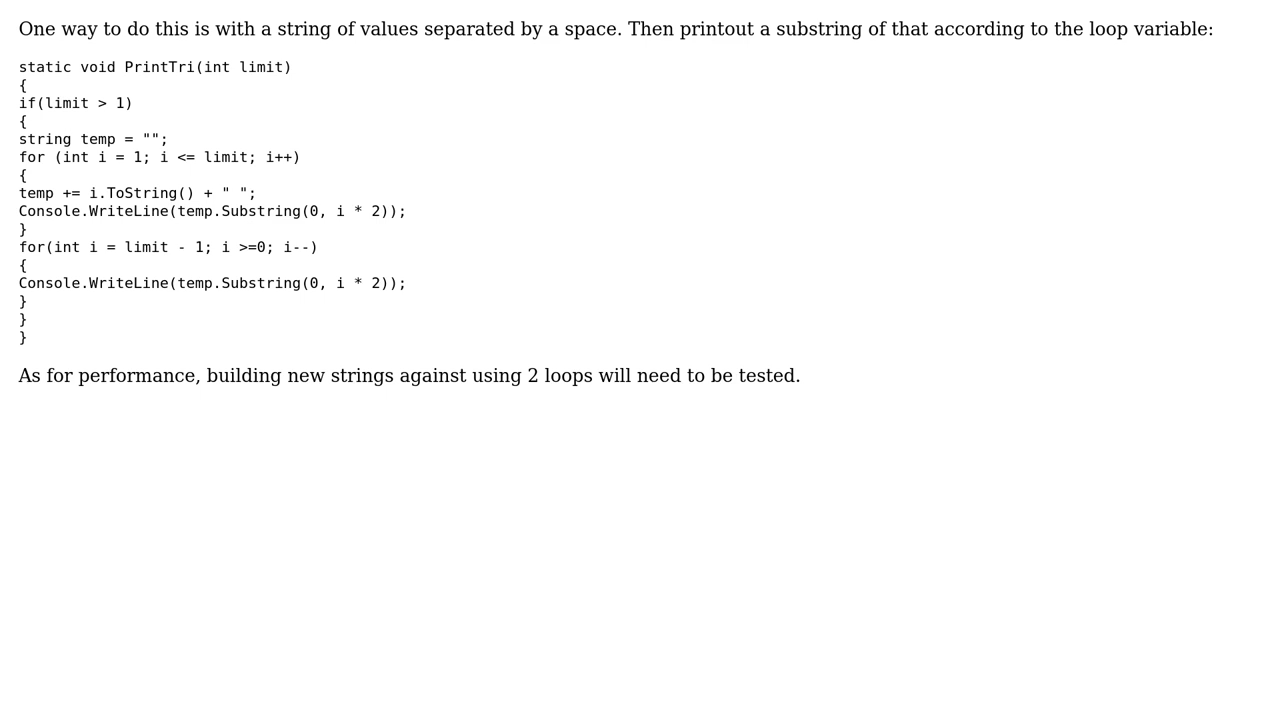 One way to do this is with a string of values separated by a space. Then printout a substring of that according to the loop variable:
static void PrintTri(int limit)
{
if(limit > 1)
{
string temp = "";
for (int i = 1; i <= limit; i++)
{
temp += i.ToString() + " ";
Console.WriteLine(temp.Substring(0, i * 2));
}
for(int i = limit - 1; i >=0; i--)
{
Console.WriteLine(temp.Substring(0, i * 2));
}
}
}
As for performance, building new strings against using 2 loops will need to be tested.